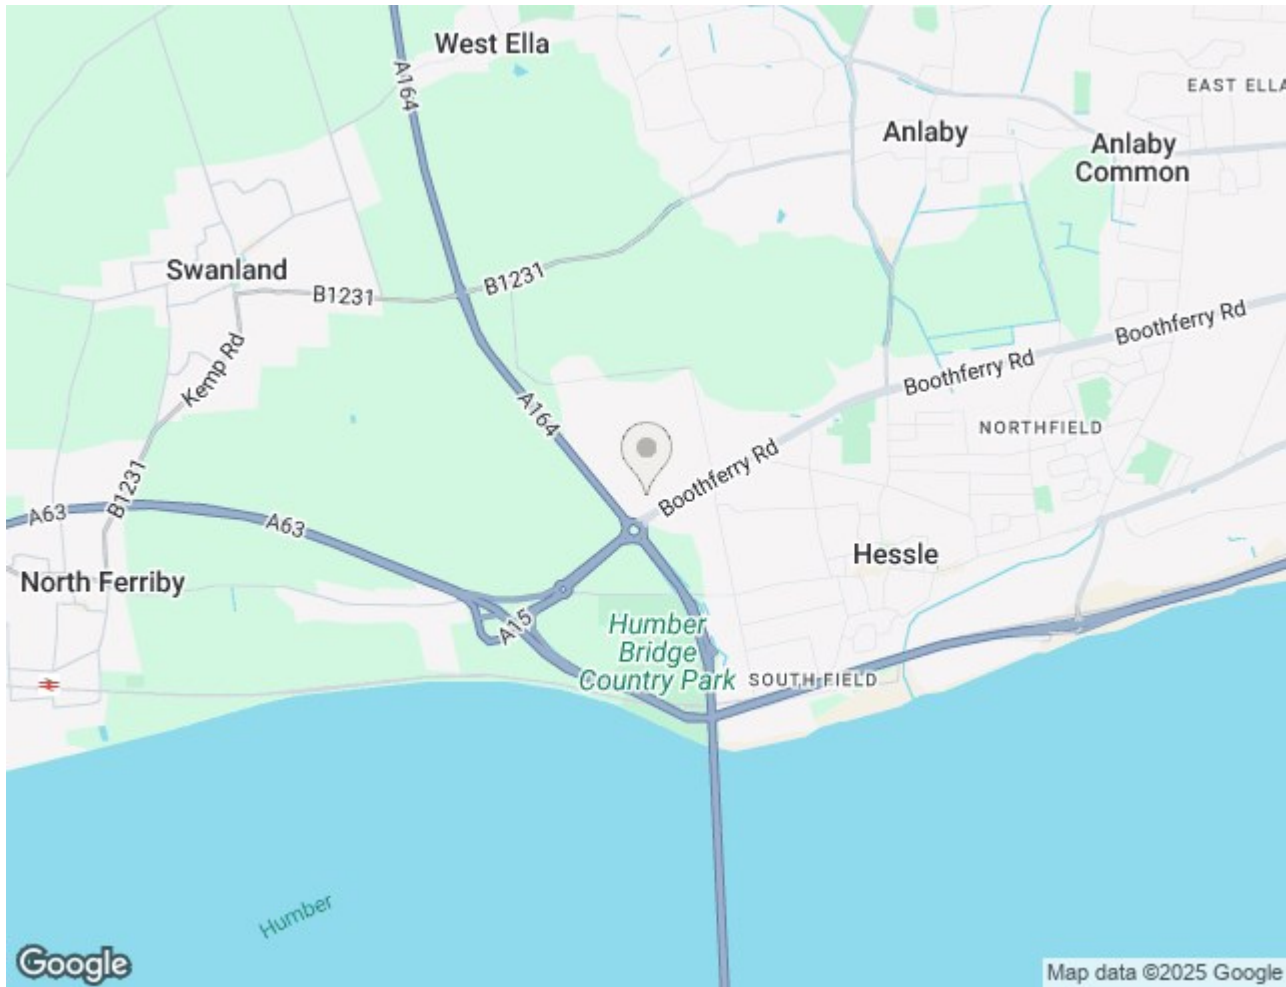 West Ella
A164
EAST ELLA
Anlaby
Anlaby
Common
Swanland
B1231
B1231
Boothferry Rd
Kemp Rd
Boothferry Rd
A164
NORTHFIELD
Boothferry Rd
B1231
A63
A63
Hessle
North Ferriby
A15
Humber
Bridge
Country Park
SOUTH FIELD
Humber
Google
Map data ©2025 Google